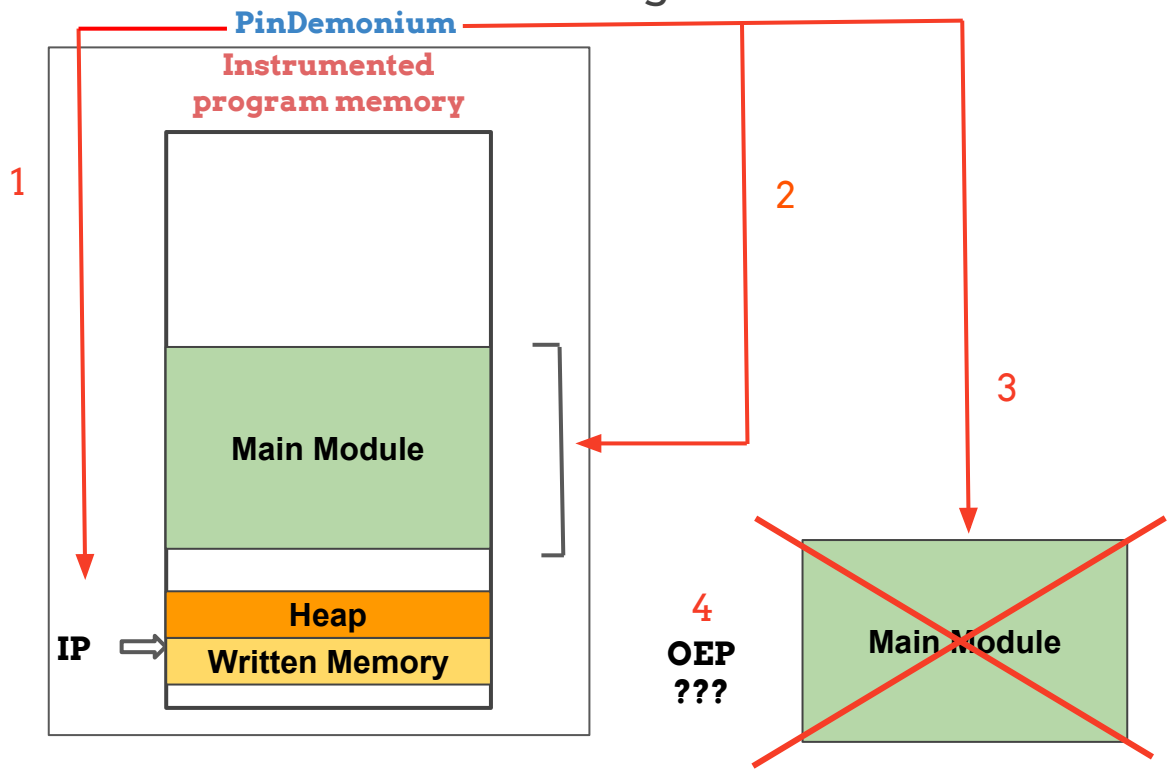 PinDemonium
Instrumented
program memory
1
2
3
Main Module
Heap
IP
Written Memory
4
OEP
???
Main Module